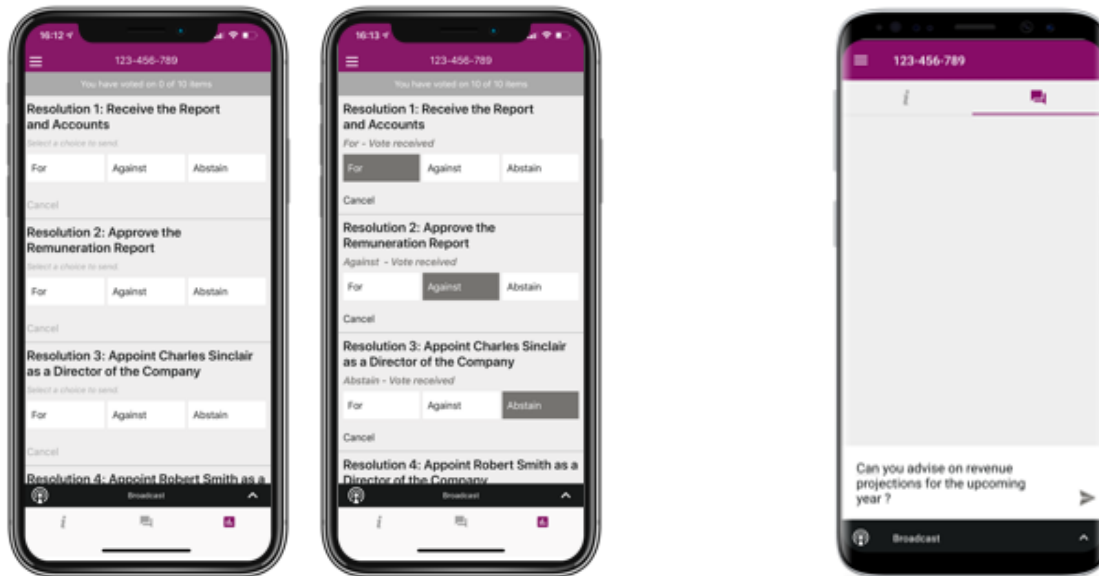 16:12
123-456-789
You have voted on 0 of 10 items
Resolution 1: Receive the Report
and Accounts
Select a choice to send.
For Against Abstain
Cancel
Resolution 2: Approve the
Remuneration Report
Select a choice to send.
For Against Abstain
Cancel
Resolution 3: Appoint Charles Sinclair
as a Director of the Company
Select a choice to send.
For Against Abstain
Cancel
Resolution 4: Appoint Robert Smith as a
Broadcast
16:13
123-456-789
You have voted on 10 of 10 items
Resolution 1: Receive the Report
and Accounts
For - Vote received
For Against Abstain
Cancel
Resolution 2: Approve the
Remuneration Report
Against - Vote received
For Against Abstain
Cancel
Resolution 3: Appoint Charles Sinclair
as a Director of the Company
Abstain - Vote received
For Against Abstain
Cancel
Resolution 4: Appoint Robert Smith as a
Director of the Company
Broadcast
123-456-789
Can you advise on revenue
projections for the upcoming
year ?
Broadcast